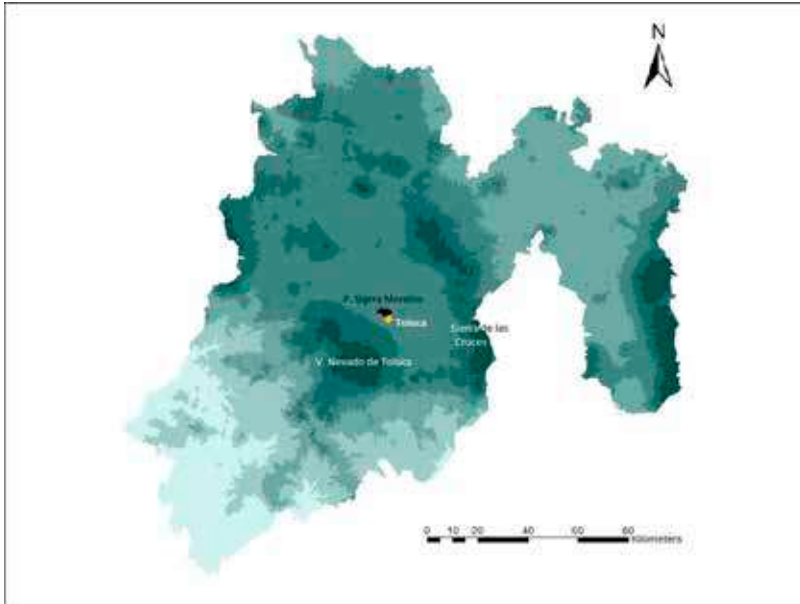 N
P. Sierra Morelos
Toluca
Sierra de las
Cruces
V. Nevado de Toluca
0 10 20 40 60 80
Kilometers